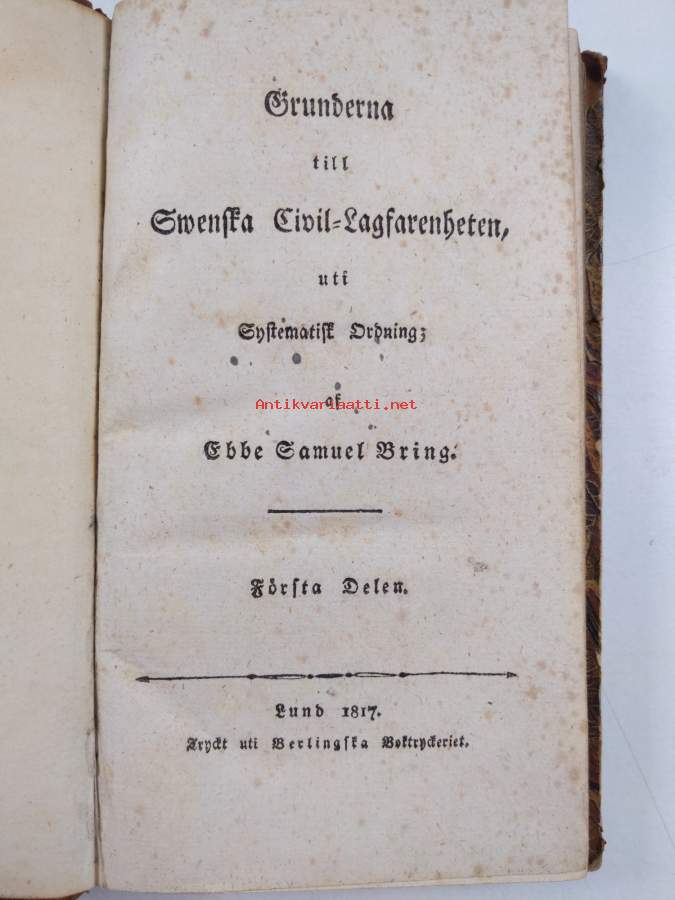 Grunderna
till
Swenska Civil-Lagfarenheten,
uti
Systematisk Ordning;
af
Antikvariaatti.net
Ebbe Samuel Bring.
Första Delen.
Lund 1817.
Tryckt uti Berlingska Boktryckeriet.